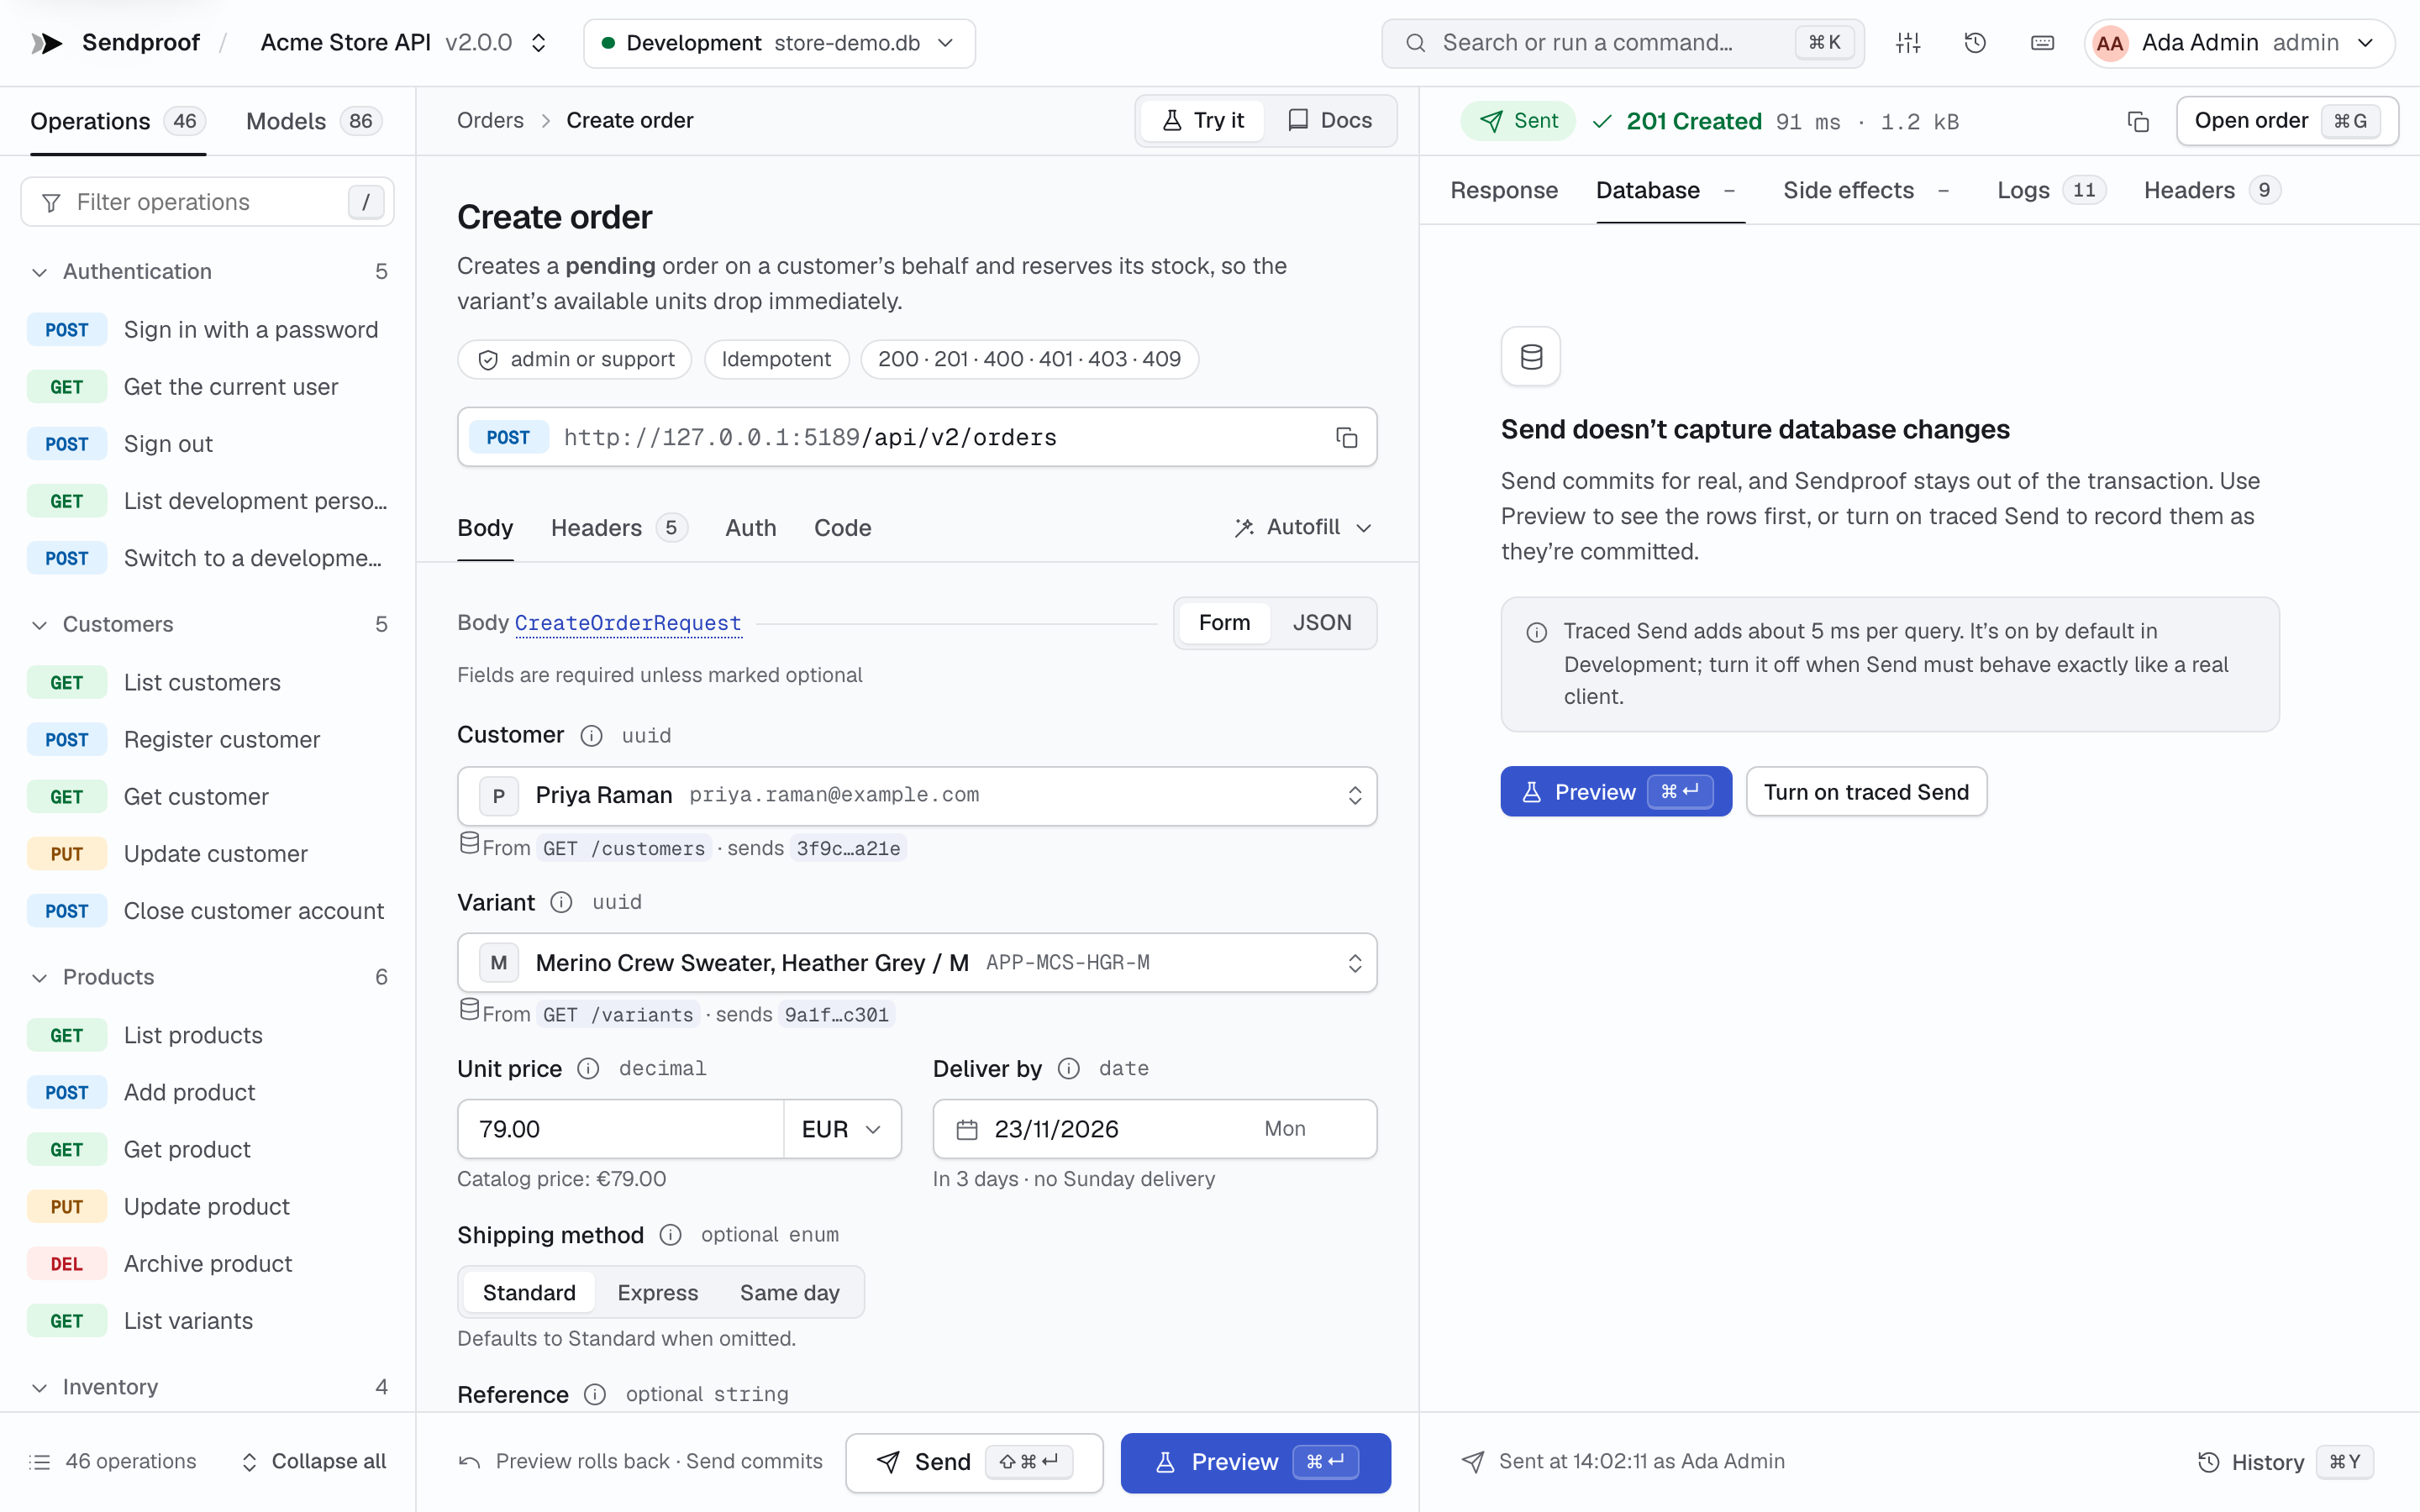 Sendproof / Acme Store API v2.0.0
Development store-demo.db
Search or run a command... ⌘K
AA Ada Admin admin
Operations 46 Models 86
Filter operations /
Authentication 5
POST Sign in with a password
GET Get the current user
POST Sign out
GET List development perso...
POST Switch to a developme...
Customers 5
GET List customers
POST Register customer
GET Get customer
PUT Update customer
POST Close customer account
Products 6
GET List products
POST Add product
GET Get product
PUT Update product
DEL Archive product
GET List variants
Inventory 4
46 operations Collapse all
Orders > Create order
Try it Docs
Create order
Creates a pending order on a customer’s behalf and reserves its stock, so the
variant’s available units drop immediately.
admin or support Idempotent 200 · 201 · 400 · 401 · 403 · 409
POST http://127.0.0.1:5189/api/v2/orders
Body Headers 5 Auth Code Autofill
Body CreateOrderRequest Form JSON
Fields are required unless marked optional
Customer uuid
P Priya Raman priya.raman@example.com
From GET /customers · sends 3f9c…a21e
Variant uuid
M Merino Crew Sweater, Heather Grey / M APP-MCS-HGR-M
From GET /variants · sends 9a1f…c301
Unit price decimal
79.00 EUR
Catalog price: €79.00
Deliver by date
23/11/2026 Mon
In 3 days · no Sunday delivery
Shipping method optional enum
Standard Express Same day
Defaults to Standard when omitted.
Reference optional string
Preview rolls back · Send commits
Send ⇧⌘↵
Preview ⌘↵
Sent 201 Created 91 ms · 1.2 kB
Open order ⌘G
Response Database – Side effects – Logs 11 Headers 9
Send doesn’t capture database changes
Send commits for real, and Sendproof stays out of the transaction. Use
Preview to see the rows first, or turn on traced Send to record them as
they’re committed.
Traced Send adds about 5 ms per query. It’s on by default in
Development; turn it off when Send must behave exactly like a real
client.
Preview ⌘↵
Turn on traced Send
Sent at 14:02:11 as Ada Admin
History ⌘Y